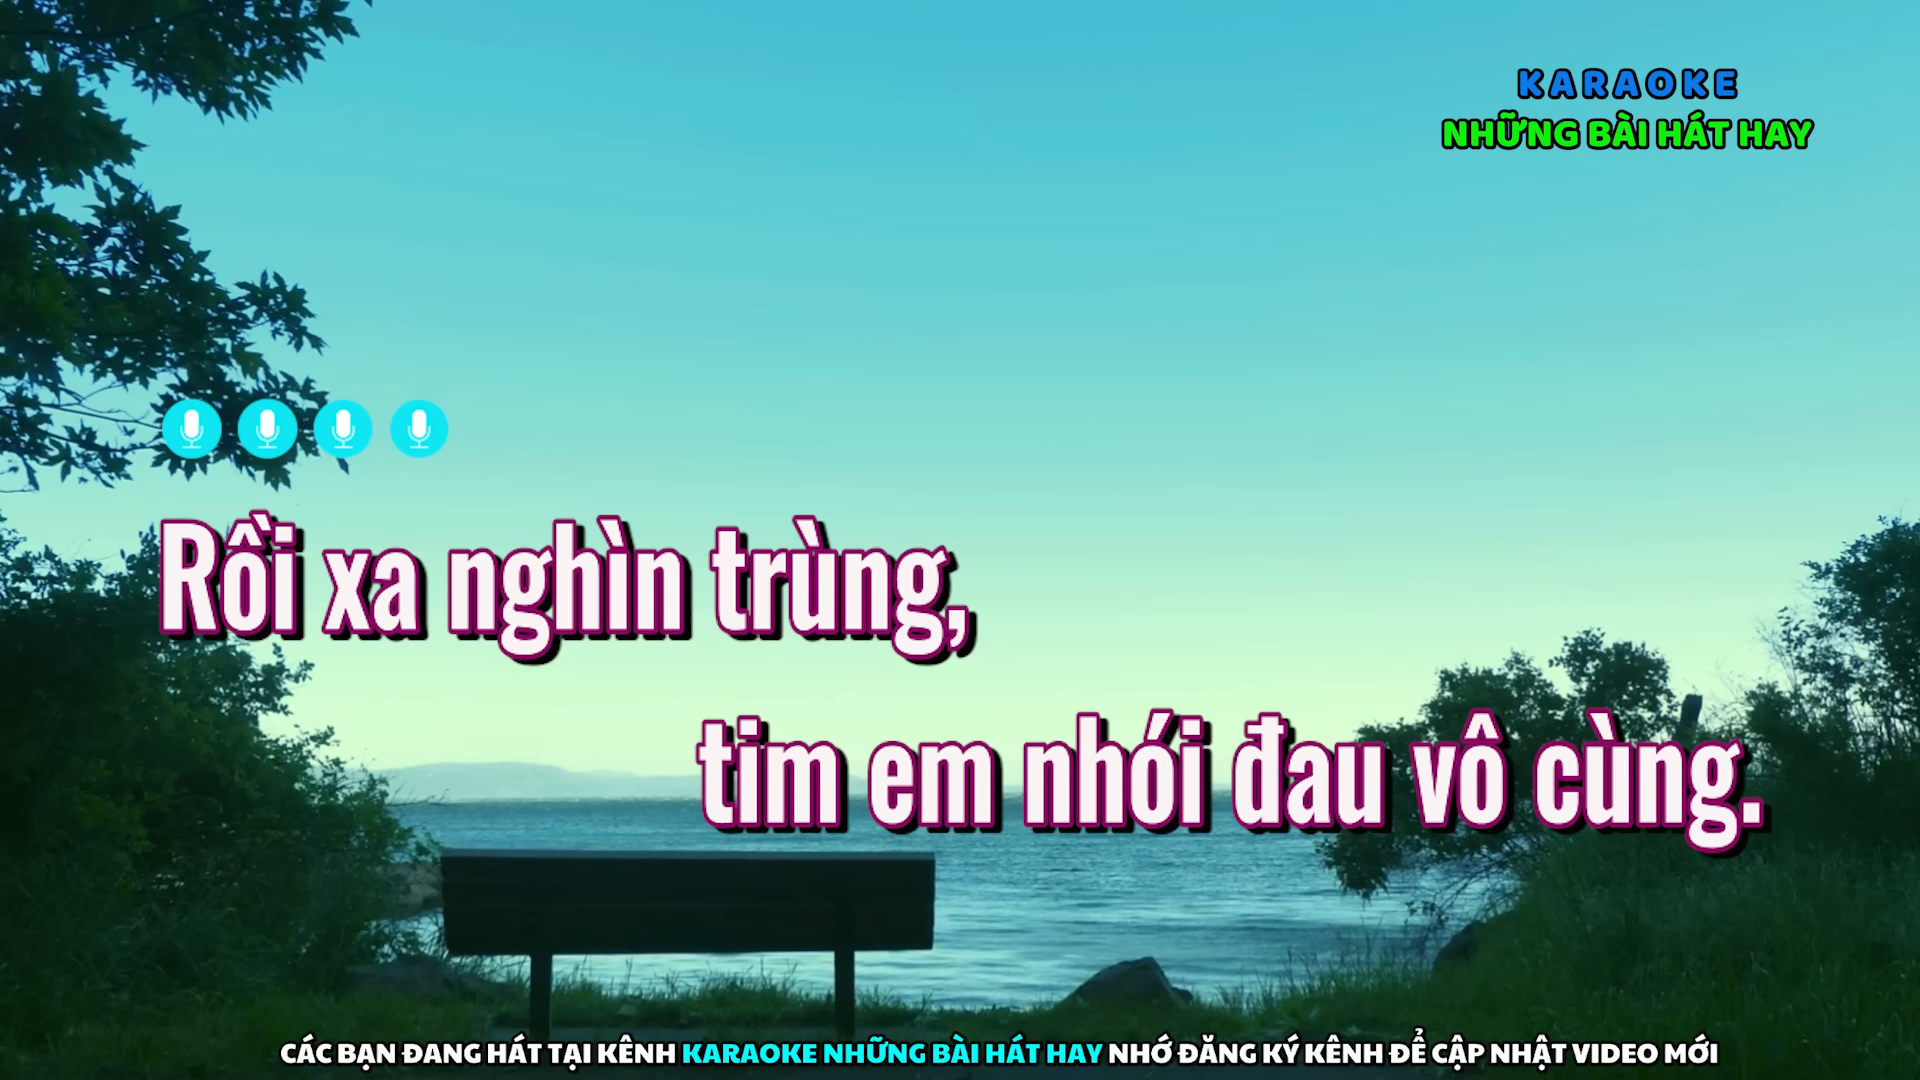 KARAOKE
NHỮNG BÀI HÁT HAY
Rồi xa nghìn trùng,
tim em nhói đau vô cùng.
CÁC BẠN ĐANG HÁT TẠI KÊNH KARAOKE NHỮNG BÀI HÁT HAY NHỚ ĐĂNG KÝ KÊNH ĐỂ CẬP NHẬT VIDEO MỚI